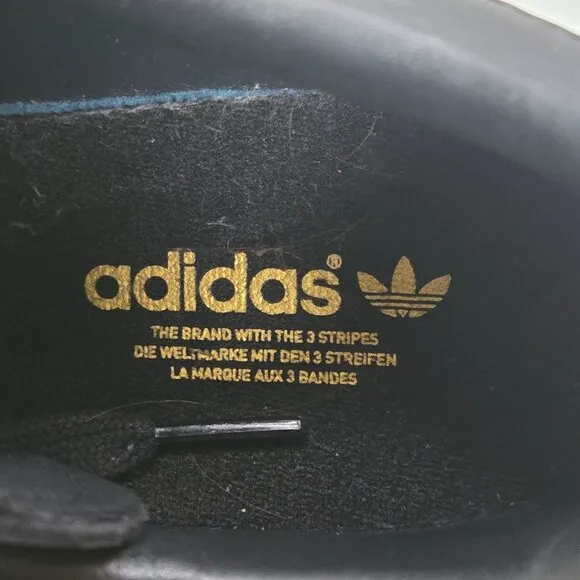 adidas®
THE BRAND WITH THE 3 STRIPES
DIE WELTMARKE MIT DEN 3 STREIFEN
LA MARQUE AUX 3 BANDES